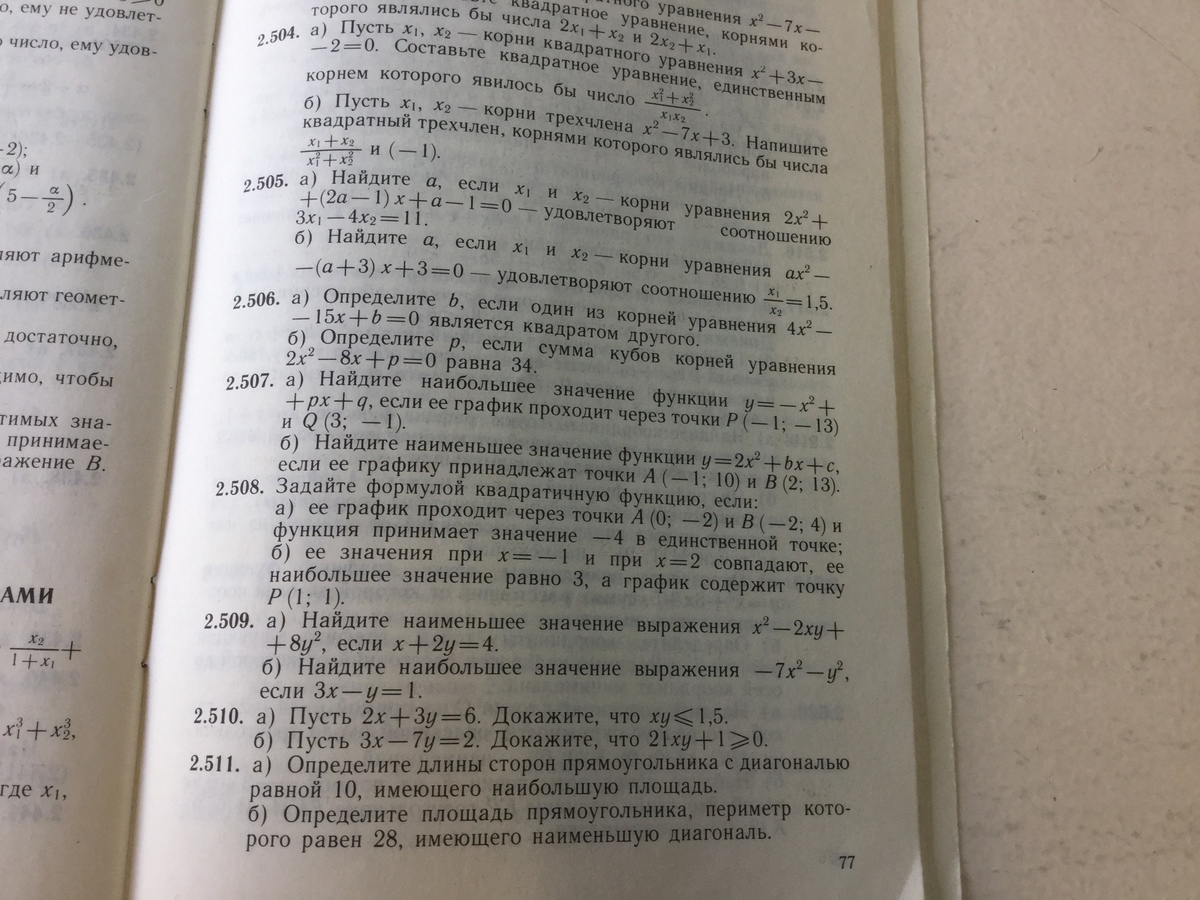 о, ему не удовлет-
о число, ему удов-
-2);
α) и
(5 − α/2).
ляют арифме-
ляют геомет-
достаточно,
димо, чтобы
тимых зна-
принимае-
ажение B.
АМИ
x₂/(1+x₁) +
x₁³+x₂³,
где x₁,
квадратного уравнения x²−7x−
квадратное уравнение, корнями ко-
торого являлись бы числа 2x₁+x₂ и 2x₂+x₁.
2.504. а) Пусть x₁, x₂ — корни квадратного уравнения x²+3x−
−2=0. Составьте квадратное уравнение, единственным
корнем которого явилось бы число (x₁²+x₂²)/(x₁x₂).
б) Пусть x₁, x₂ — корни трехчлена x²−7x+3. Напишите
квадратный трехчлен, корнями которого являлись бы числа
(x₁+x₂)/(x₁³+x₂³) и (−1).
2.505. а) Найдите a, если x₁ и x₂ — корни уравнения 2x²+
+(2a−1)x+a−1=0 — удовлетворяют соотношению
3x₁−4x₂=11.
б) Найдите a, если x₁ и x₂ — корни уравнения ax²−
−(a+3)x+3=0 — удовлетворяют соотношению x₁/x₂=1,5.
2.506. а) Определите b, если один из корней уравнения 4x²−
−15x+b=0 является квадратом другого.
б) Определите p, если сумма кубов корней уравнения
2x²−8x+p=0 равна 34.
2.507. а) Найдите наибольшее значение функции y=−x²+
+px+q, если ее график проходит через точки P(−1; −13)
и Q(3; −1).
б) Найдите наименьшее значение функции y=2x²+bx+c,
если ее графику принадлежат точки A(−1; 10) и B(2; 13).
2.508. Задайте формулой квадратичную функцию, если:
а) ее график проходит через точки A(0; −2) и B(−2; 4) и
функция принимает значение −4 в единственной точке;
б) ее значения при x=−1 и при x=2 совпадают, ее
наибольшее значение равно 3, а график содержит точку
P(1; 1).
2.509. а) Найдите наименьшее значение выражения x²−2xy+
+8y², если x+2y=4.
б) Найдите наибольшее значение выражения −7x²−y²,
если 3x−y=1.
2.510. а) Пусть 2x+3y=6. Докажите, что xy⩽1,5.
б) Пусть 3x−7y=2. Докажите, что 21xy+1⩾0.
2.511. а) Определите длины сторон прямоугольника с диагональю
равной 10, имеющего наибольшую площадь.
б) Определите площадь прямоугольника, периметр кото-
рого равен 28, имеющего наименьшую диагональ.
77